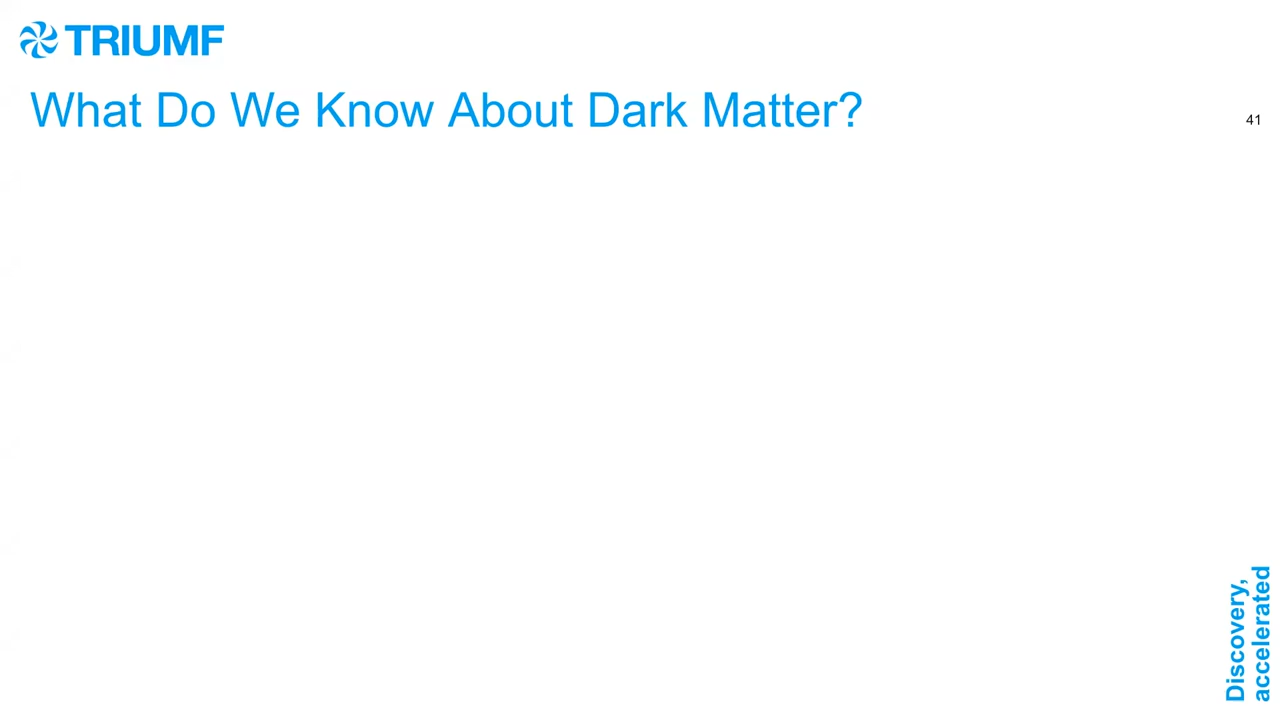 TRIUMF
What Do We Know About Dark Matter?
41
Discovery,
accelerated